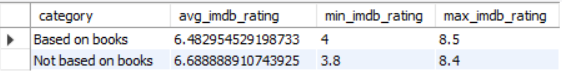 category avg_imdb_rating min_imdb_rating max_imdb_rating
Based on books 6.482954529198733 4 8.5
Not based on books 6.688888910743925 3.8 8.4